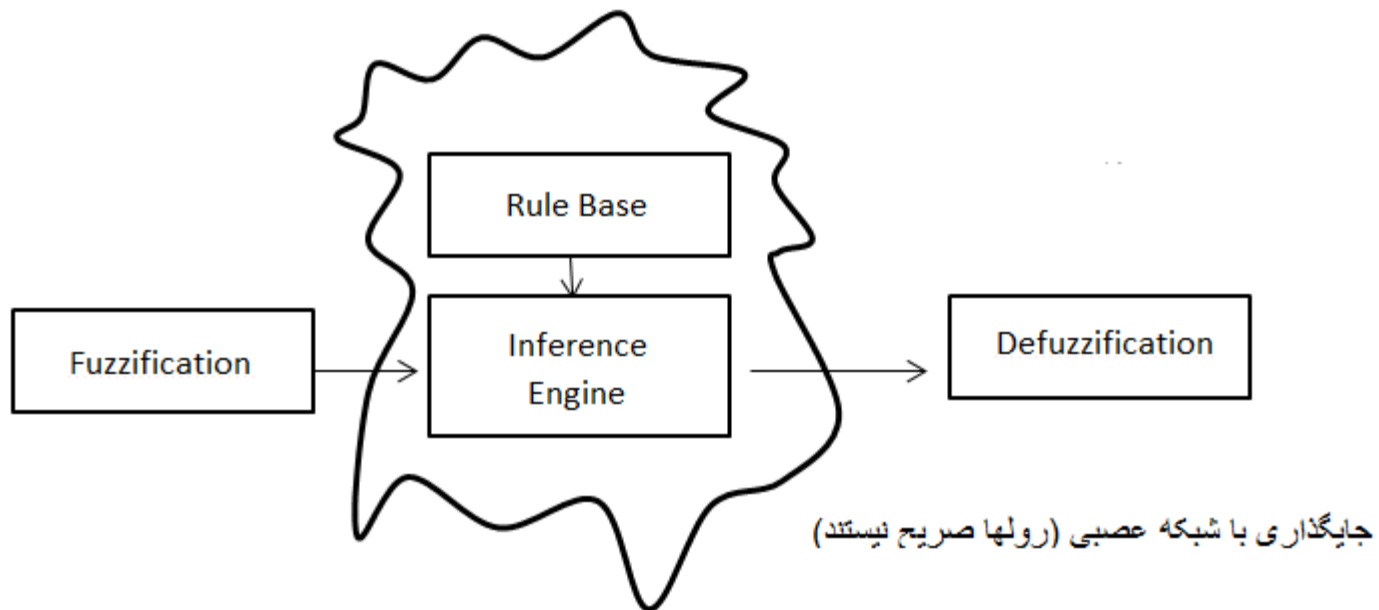 Rule Base
Fuzzification
Inference
Engine
Defuzzification
جایگذاری با شبکه عصبی (رولها صریح نیستند)